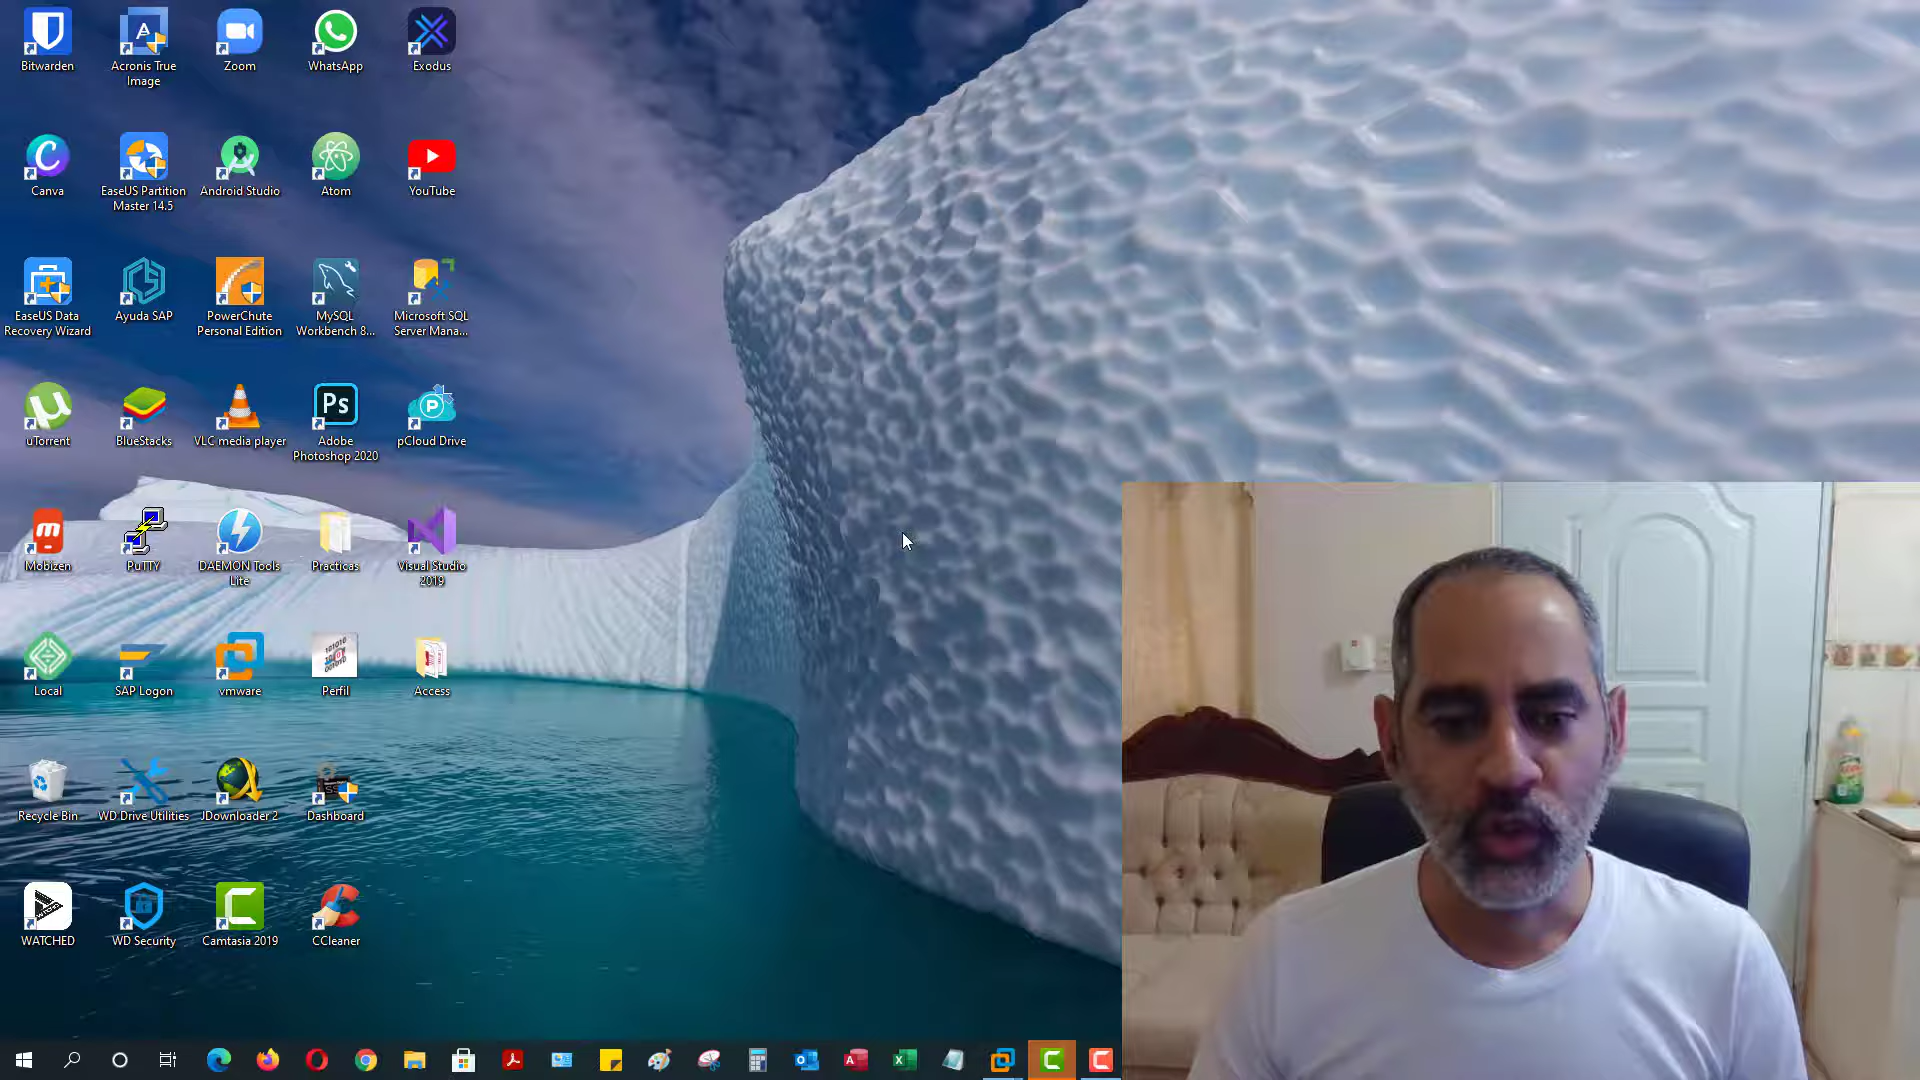 Bitwarden
Acronis True
Image
Zoom
WhatsApp
Exodus
Canva
EaseUS Partition
Master 14.5
Android Studio
Atom
YouTube
EaseUS Data
Recovery Wizard
Ayuda SAP
PowerChute
Personal Edition
MySQL
Workbench 8...
Microsoft SQL
Server Mana...
uTorrent
BlueStacks
VLC media player
Ps
Adobe
Photoshop 2020
pCloud Drive
Mobizen
PuTTY
DAEMON Tools
Lite
Practicas
Visual Studio
2019
Local
SAP Logon
vmware
Perfil
Access
Recycle Bin
WD Drive Utilities
JDownloader 2
Dashboard
WATCHED
WD Security
Camtasia 2019
CCleaner